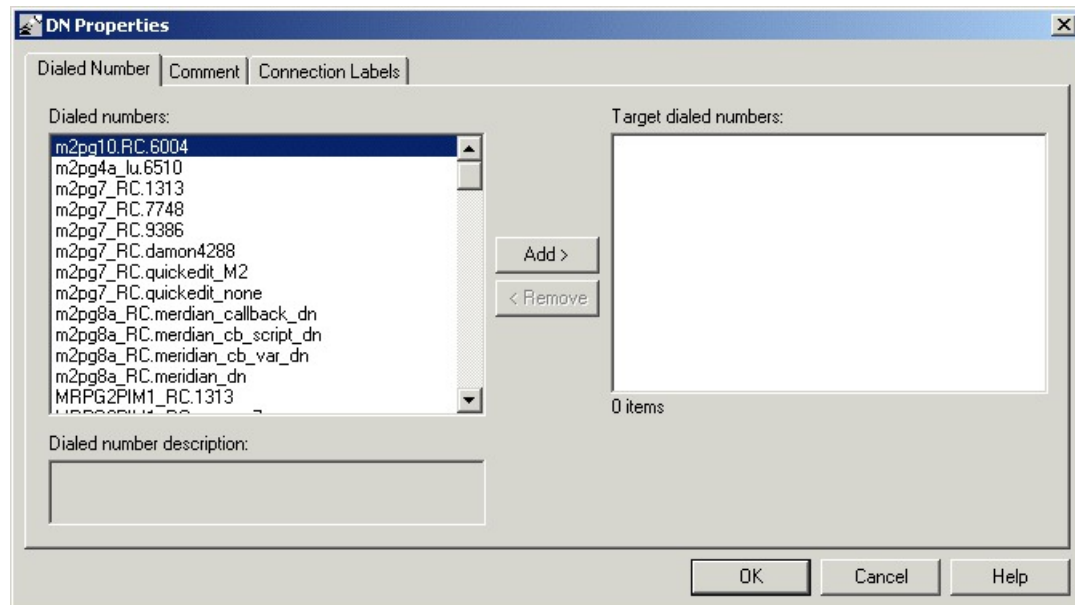 DN Properties
Dialed Number
Comment
Connection Labels
Dialed numbers:
m2pg10.RC.6004
m2pg4a_lu.6510
m2pg7_RC.1313
m2pg7_RC.7748
m2pg7_RC.9386
m2pg7_RC.damon4288
m2pg7_RC.quickedit_M2
m2pg7_RC.quickedit_none
m2pg8a_RC.merdian_callback_dn
m2pg8a_RC.merdian_cb_script_dn
m2pg8a_RC.meridian_cb_var_dn
m2pg8a_RC.meridian_dn
MRPG2PIM1_RC.1313
Dialed number description:
Add >
< Remove
Target dialed numbers:
0 items
OK
Cancel
Help